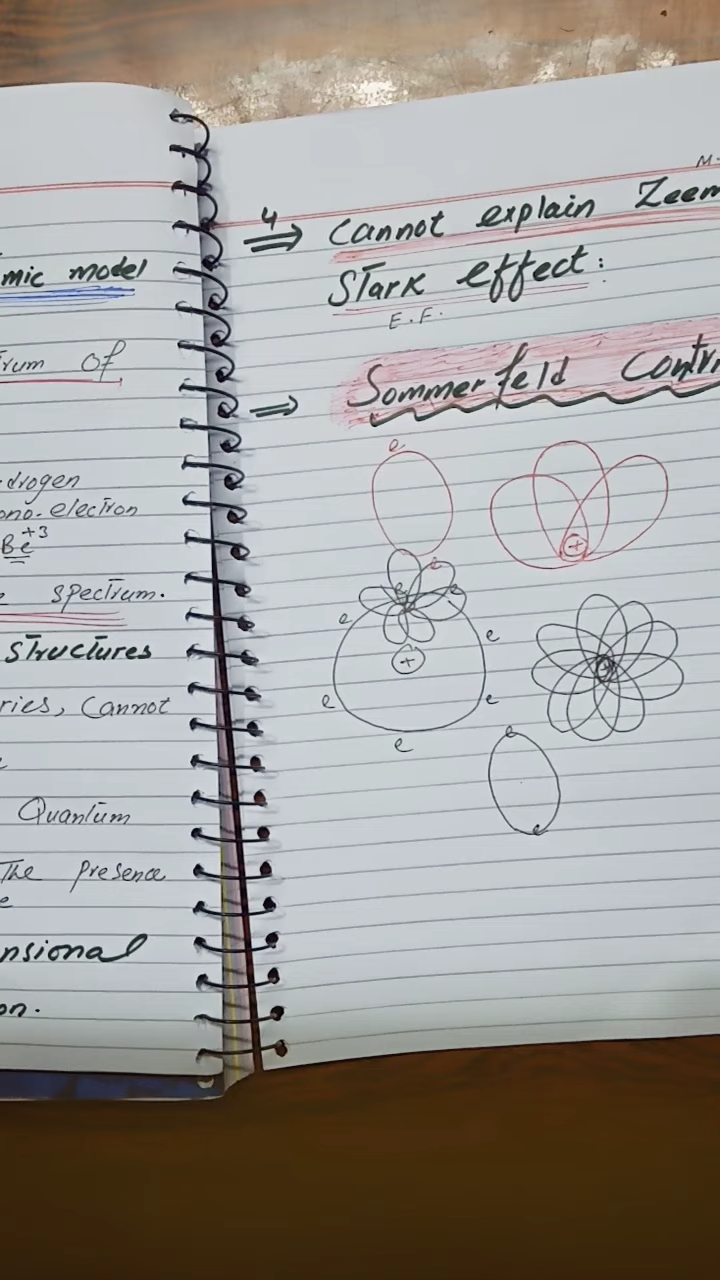 mic model
rum of
drogen
ono-electron
Be+3
spectrum.
structures
ries, Cannot
Quantum
The presence
nsional
on.
M-
4
⇒ Cannot explain Zeem
Stark effect:
E.F.
⇒ Sommerfeld Contr
e
+
e
e e
e e
+ +
e e
e
e
e